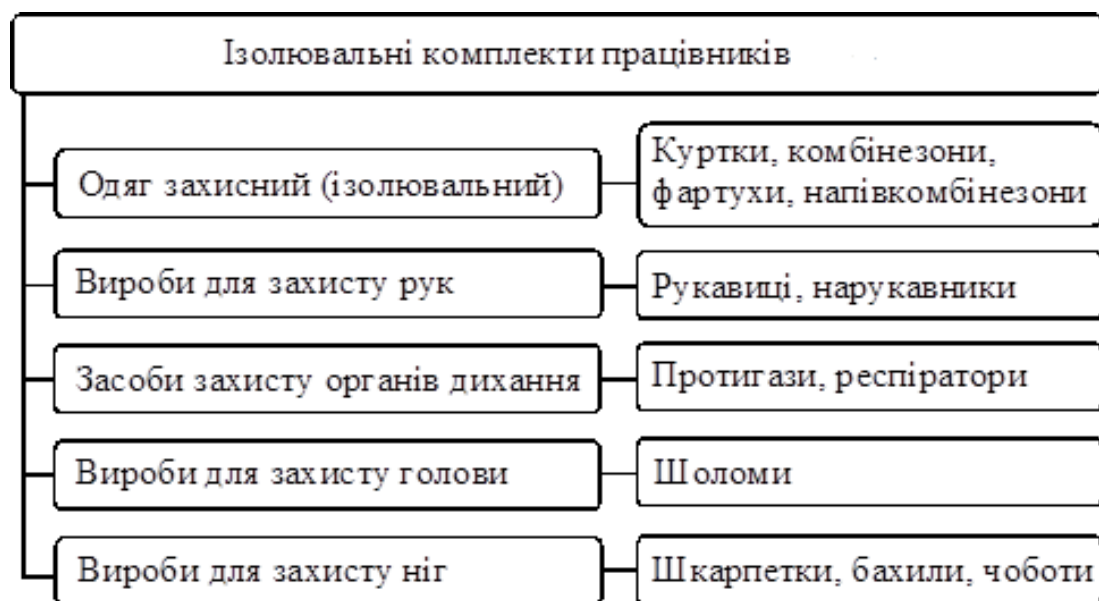 Ізолювальні комплекти працівників
Одяг захисний (ізолювальний)
Куртки, комбінезони,
фартухи, напівкомбінезони
Вироби для захисту рук
Рукавиці, нарукавники
Засоби захисту органів дихання
Протигази, респіратори
Вироби для захисту голови
Шоломи
Вироби для захисту ніг
Шкарпетки, бахили, чоботи